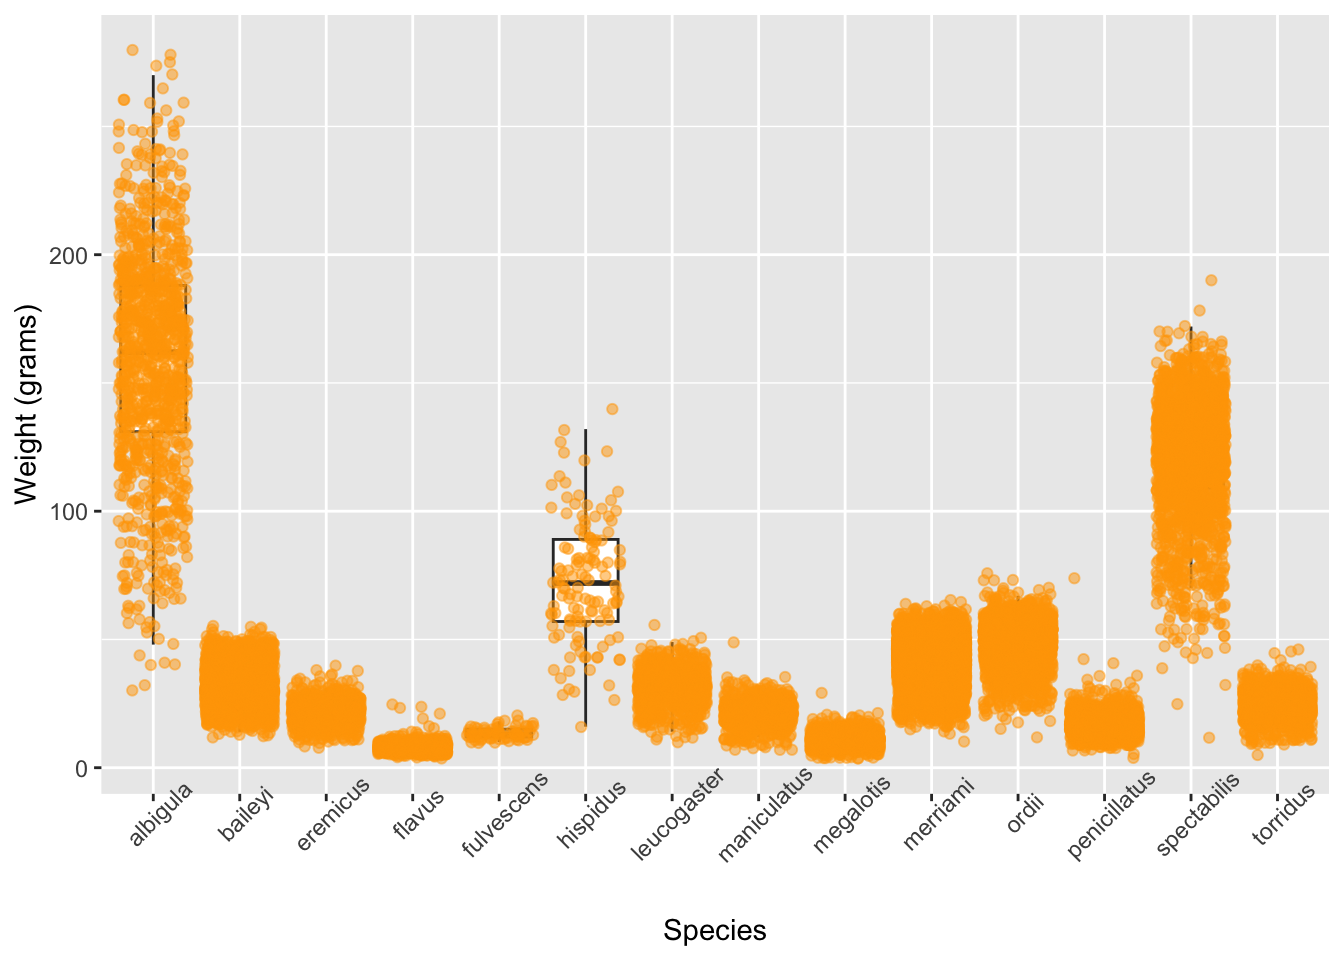 Weight (grams)
200
100
0
albigula
baileyi
eremicus
flavus
fulvescens
hispidus
leucogaster
maniculatus
megalotis
merriami
ordii
penicillatus
spectabilis
torridus
Species